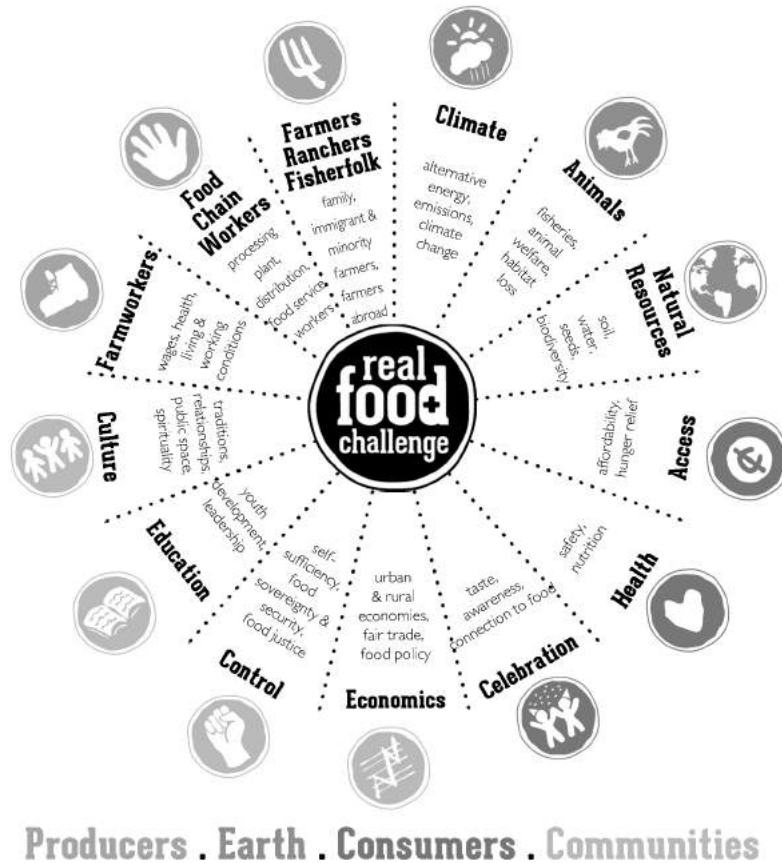 Climate
alternative
energy,
emissions,
climate
change
Animals
fisheries,
animal
welfare,
habitat
loss
Natural
Resources
soil,
water,
seeds,
biodiversity
Access
affordability,
hunger relief
Health
safety,
nutrition
Celebration
taste,
awareness,
connection to food
Economics
urban
& rural
economies,
fair trade,
food policy
Control
self-
sufficiency,
food
sovereignty &
security,
food justice
Education
youth
development,
leadership
Culture
traditions,
relationships,
public space,
spirituality
Farmworkers
wages, health,
living &
working
conditions
Food
Chain
Workers
processing
plant,
distribution,
food service
workers
Farmers
Ranchers
Fisherfolk
family,
immigrant &
minority
farmers,
farmers
abroad
real
food
challenge
Producers . Earth . Consumers . Communities